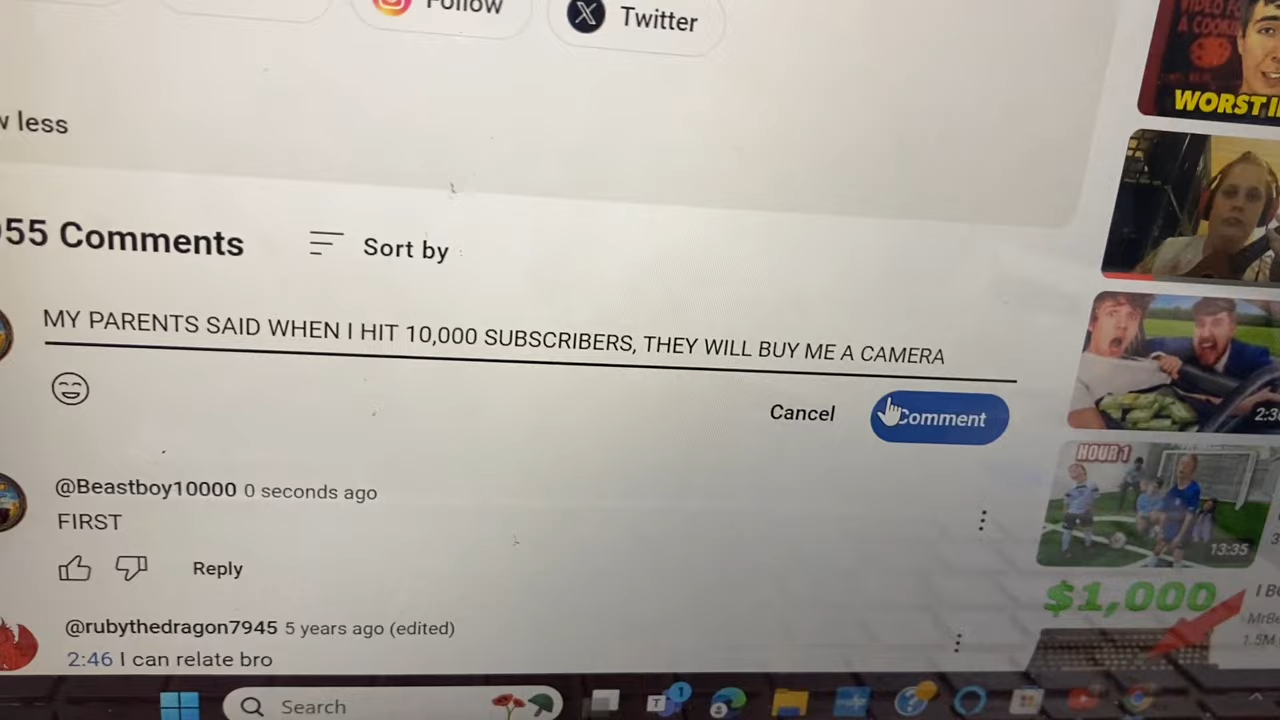 Follow
Twitter
w less
55 Comments
Sort by
MY PARENTS SAID WHEN I HIT 10,000 SUBSCRIBERS, THEY WILL BUY ME A CAMERA
Cancel
Comment
@Beastboy10000 0 seconds ago
FIRST
Reply
@rubythedragon7945 5 years ago (edited)
2:46 I can relate bro
Search
1
A COOKIE
WORST
HOUR 1
13:35
$1,000